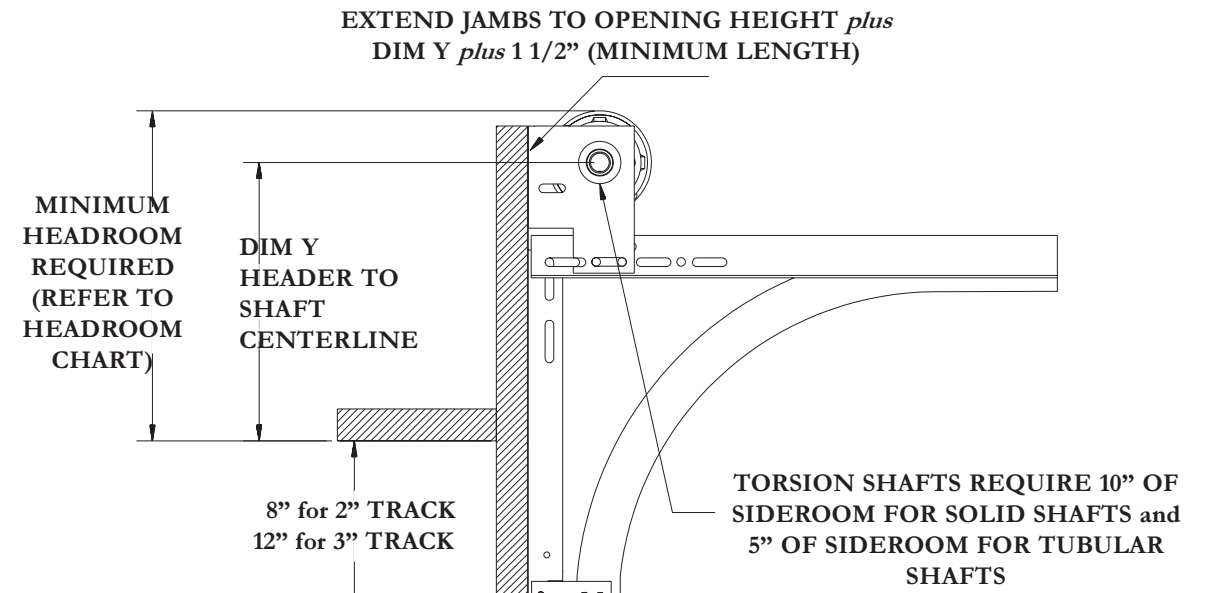 EXTEND JAMBS TO OPENING HEIGHT plus
DIM Y plus 1 1/2” (MINIMUM LENGTH)
MINIMUM
HEADROOM
REQUIRED
(REFER TO
HEADROOM
CHART)
DIM Y
HEADER TO
SHAFT
CENTERLINE
8” for 2” TRACK
12” for 3” TRACK
TORSION SHAFTS REQUIRE 10” OF
SIDEROOM FOR SOLID SHAFTS and
5” OF SIDEROOM FOR TUBULAR
SHAFTS